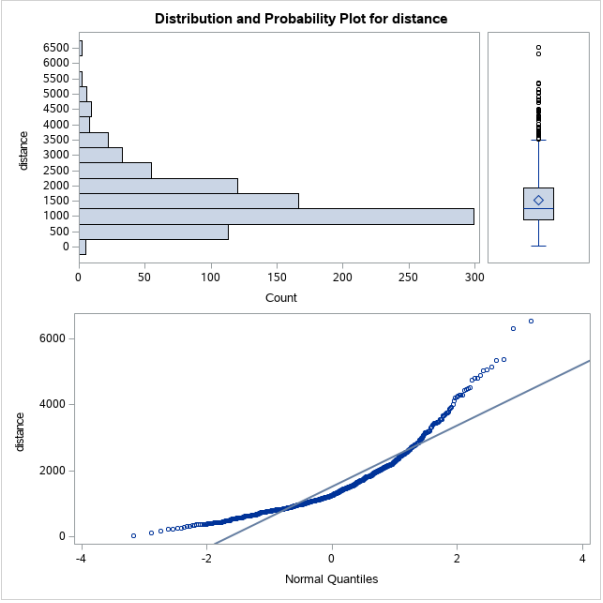 Distribution and Probability Plot for distance
distance
6500
6000
5500
5000
4500
4000
3500
3000
2500
2000
1500
1000
500
0
0 50 100 150 200 250 300
Count
distance
6000
4000
2000
0
-4 -2 0 2 4
Normal Quantiles